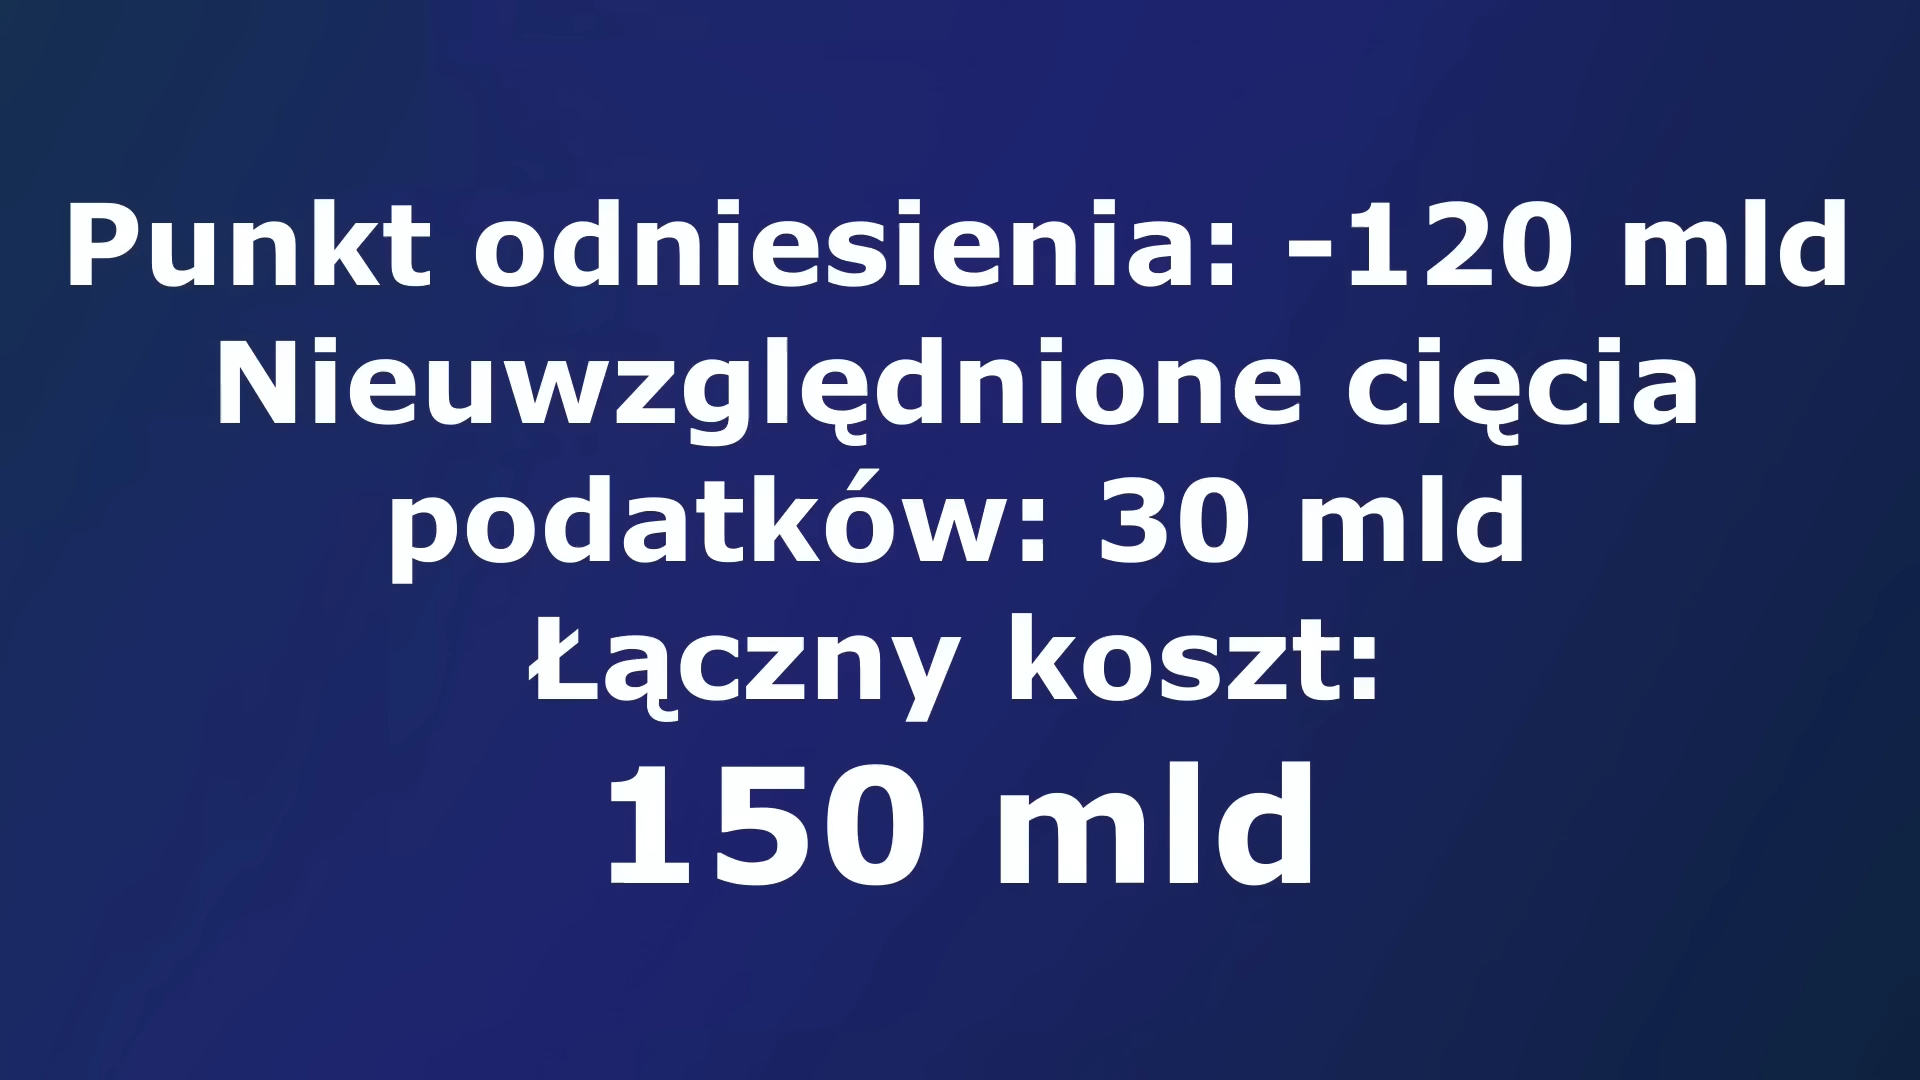 Punkt odniesienia: -120 mld
Nieuwzględnione cięcia
podatków: 30 mld
Łączny koszt:
150 mld